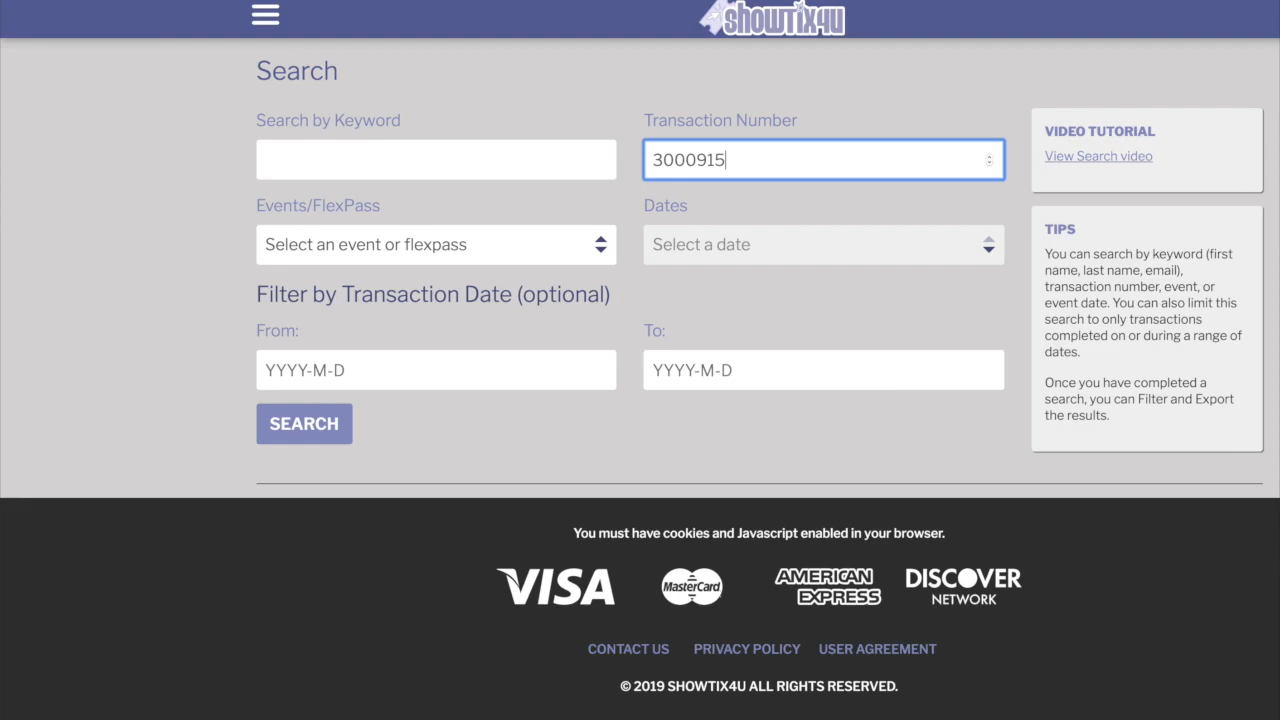 showtix4u
Search
Search by Keyword
Transaction Number
3000915
VIDEO TUTORIAL
View Search video
Events/FlexPass
Dates
Select an event or flexpass
Select a date
TIPS
You can search by keyword (first
name, last name, email),
transaction number, event, or
event date. You can also limit this
search to only transactions
completed on or during a range of
dates.
Once you have completed a
search, you can Filter and Export
the results.
Filter by Transaction Date (optional)
From:
To:
YYYY-M-D
YYYY-M-D
SEARCH
You must have cookies and Javascript enabled in your browser.
VISA
MasterCard
AMERICAN
EXPRESS
DISCOVER
NETWORK
CONTACT US
PRIVACY POLICY
USER AGREEMENT
© 2019 SHOWTIX4U ALL RIGHTS RESERVED.